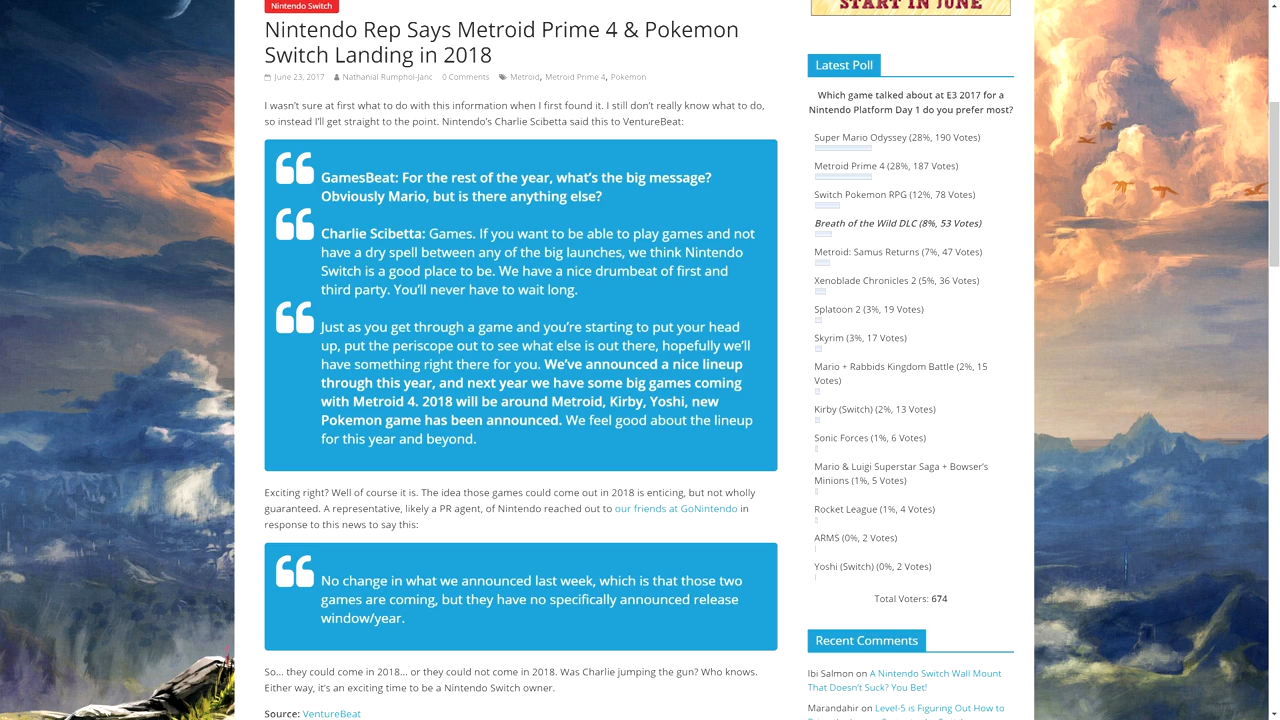 Nintendo Switch
Nintendo Rep Says Metroid Prime 4 & Pokemon
Switch Landing in 2018
June 23, 2017 Nathanial Rumphol-Janc 0 Comments Metroid, Metroid Prime 4, Pokemon
I wasn't sure at first what to do with this information when I first found it. I still don't really know what to do,
so instead I'll get straight to the point. Nintendo's Charlie Scibetta said this to VentureBeat:
GamesBeat: For the rest of the year, what's the big message?
Obviously Mario, but is there anything else?
Charlie Scibetta: Games. If you want to be able to play games and not
have a dry spell between any of the big launches, we think Nintendo
Switch is a good place to be. We have a nice drumbeat of first and
third party. You'll never have to wait long.
Just as you get through a game and you're starting to put your head
up, put the periscope out to see what else is out there, hopefully we'll
have something right there for you. We've announced a nice lineup
through this year, and next year we have some big games coming
with Metroid 4. 2018 will be around Metroid, Kirby, Yoshi, new
Pokemon game has been announced. We feel good about the lineup
for this year and beyond.
Exciting right? Well of course it is. The idea those games could come out in 2018 is enticing, but not wholly
guaranteed. A representative, likely a PR agent, of Nintendo reached out to our friends at GoNintendo in
response to this news to say this:
No change in what we announced last week, which is that those two
games are coming, but they have no specifically announced release
window/year.
So... they could come in 2018... or they could not come in 2018. Was Charlie jumping the gun? Who knows.
Either way, it's an exciting time to be a Nintendo Switch owner.
Source: VentureBeat
START IN JUNE
Latest Poll
Which game talked about at E3 2017 for a
Nintendo Platform Day 1 do you prefer most?
Super Mario Odyssey (28%, 190 Votes)
Metroid Prime 4 (28%, 187 Votes)
Switch Pokemon RPG (12%, 78 Votes)
Breath of the Wild DLC (8%, 53 Votes)
Metroid: Samus Returns (7%, 47 Votes)
Xenoblade Chronicles 2 (5%, 36 Votes)
Splatoon 2 (3%, 19 Votes)
Skyrim (3%, 17 Votes)
Mario + Rabbids Kingdom Battle (2%, 15
Votes)
Kirby (Switch) (2%, 13 Votes)
Sonic Forces (1%, 6 Votes)
Mario & Luigi Superstar Saga + Bowser's
Minions (1%, 5 Votes)
Rocket League (1%, 4 Votes)
ARMS (0%, 2 Votes)
Yoshi (Switch) (0%, 2 Votes)
Total Voters: 674
Recent Comments
Ibi Salmon on A Nintendo Switch Wall Mount
That Doesn't Suck? You Bet!
Marandahir on Level-5 is Figuring Out How to